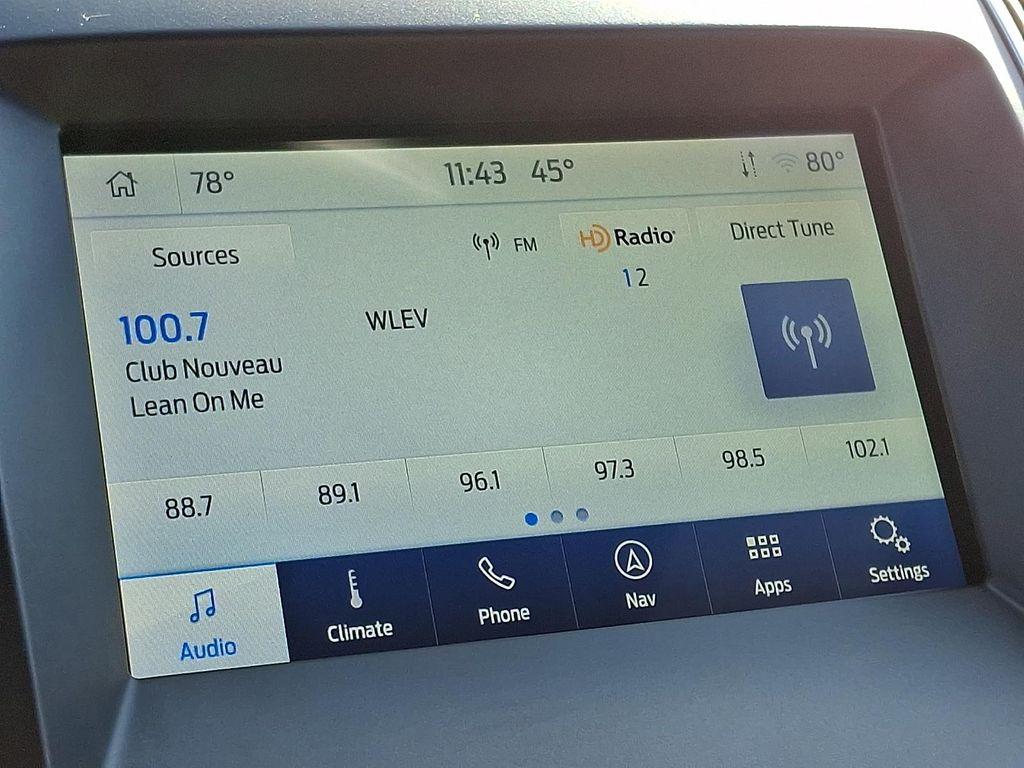 78° 11:43 45° 80°
Sources FM HD Radio Direct Tune
1 2
100.7 WLEV
Club Nouveau
Lean On Me
88.7 89.1 96.1 97.3 98.5 102.1
Audio Climate Phone Nav Apps Settings